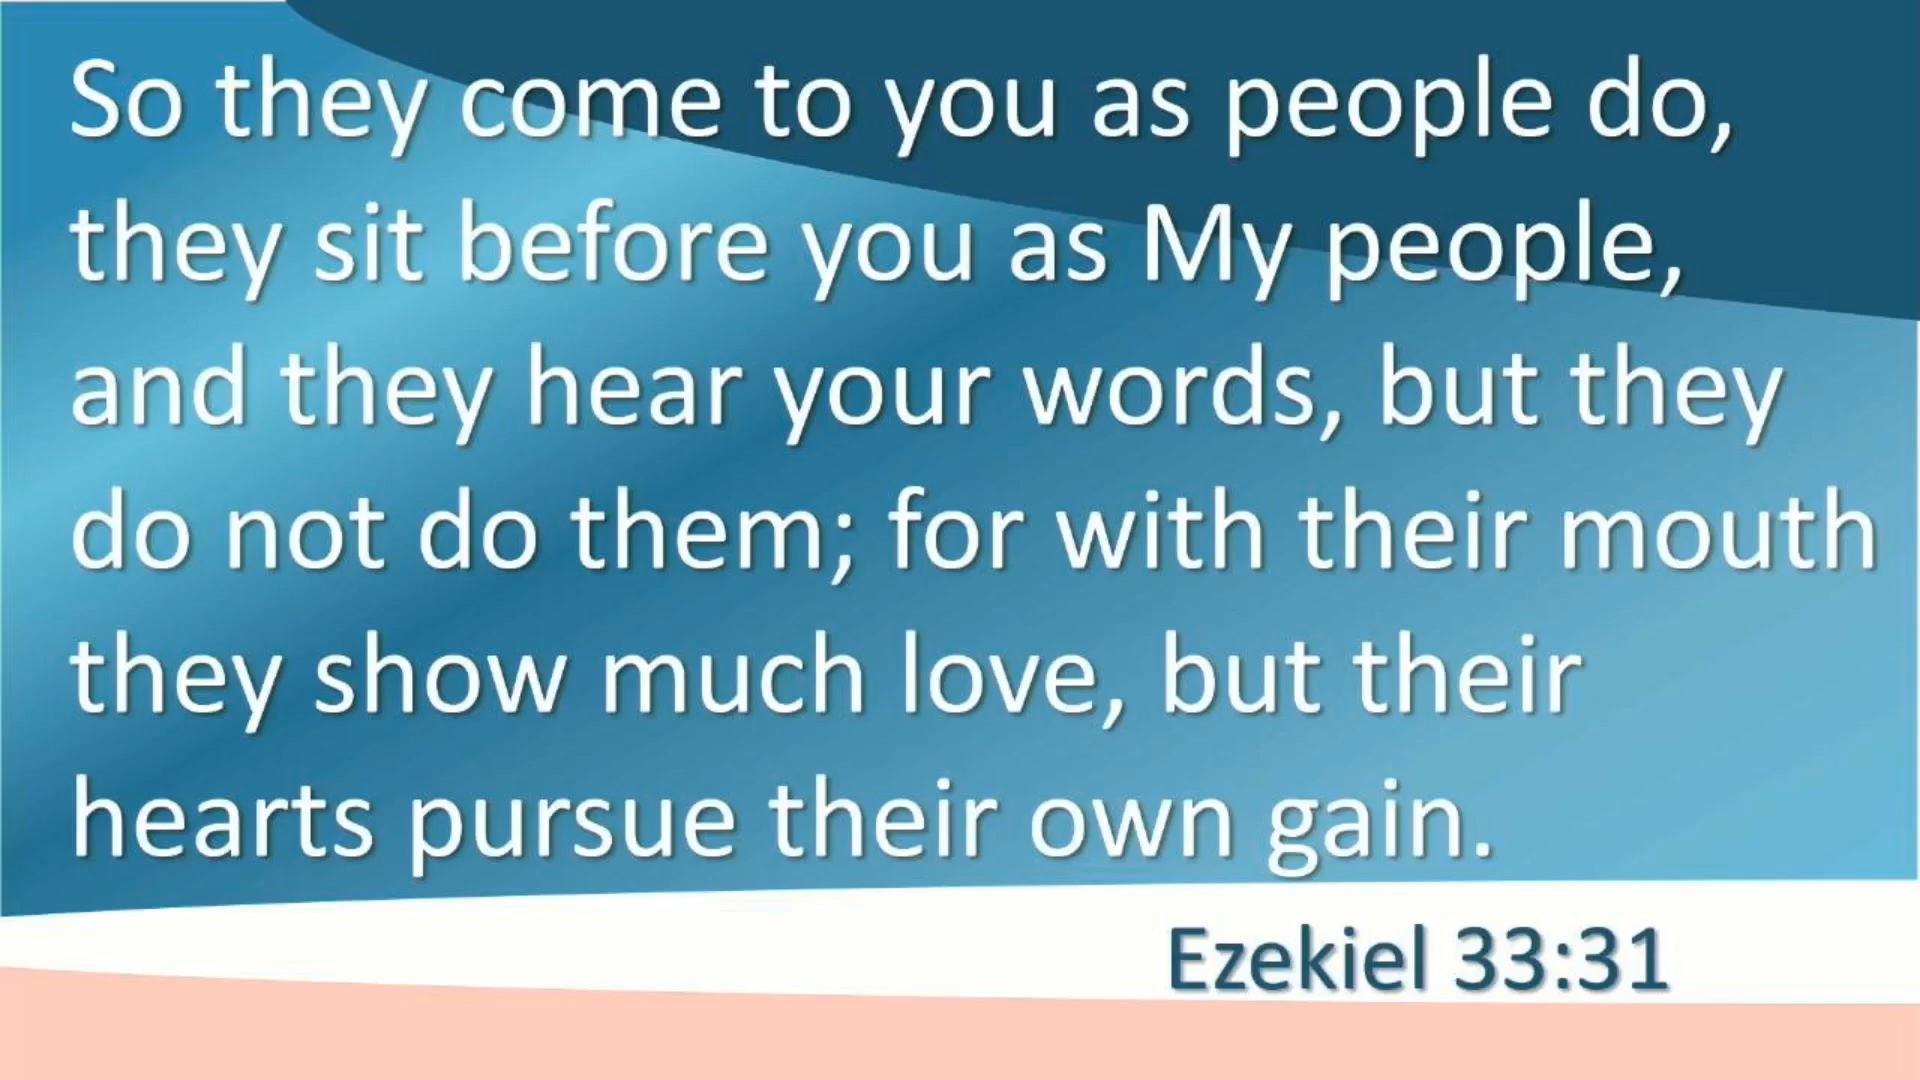 So they come to you as people do,
they sit before you as My people,
and they hear your words, but they
do not do them; for with their mouth
they show much love, but their
hearts pursue their own gain.
Ezekiel 33:31